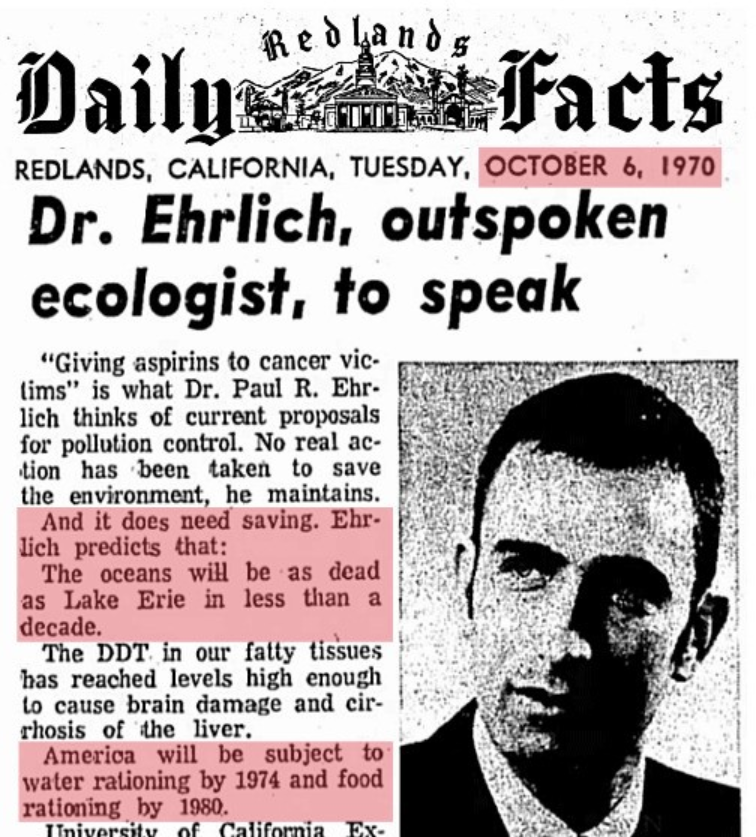 Redlands
Daily Facts
REDLANDS, CALIFORNIA, TUESDAY, OCTOBER 6, 1970
Dr. Ehrlich, outspoken
ecologist, to speak
"Giving aspirins to cancer vic-
tims" is what Dr. Paul R. Ehr-
lich thinks of current proposals
for pollution control. No real ac-
tion has been taken to save
the environment, he maintains.
And it does need saving. Ehr-
lich predicts that:
The oceans will be as dead
as Lake Erie in less than a
decade.
The DDT in our fatty tissues
has reached levels high enough
to cause brain damage and cir-
rhosis of the liver.
America will be subject to
water rationing by 1974 and food
rationing by 1980.
University of California Ex-